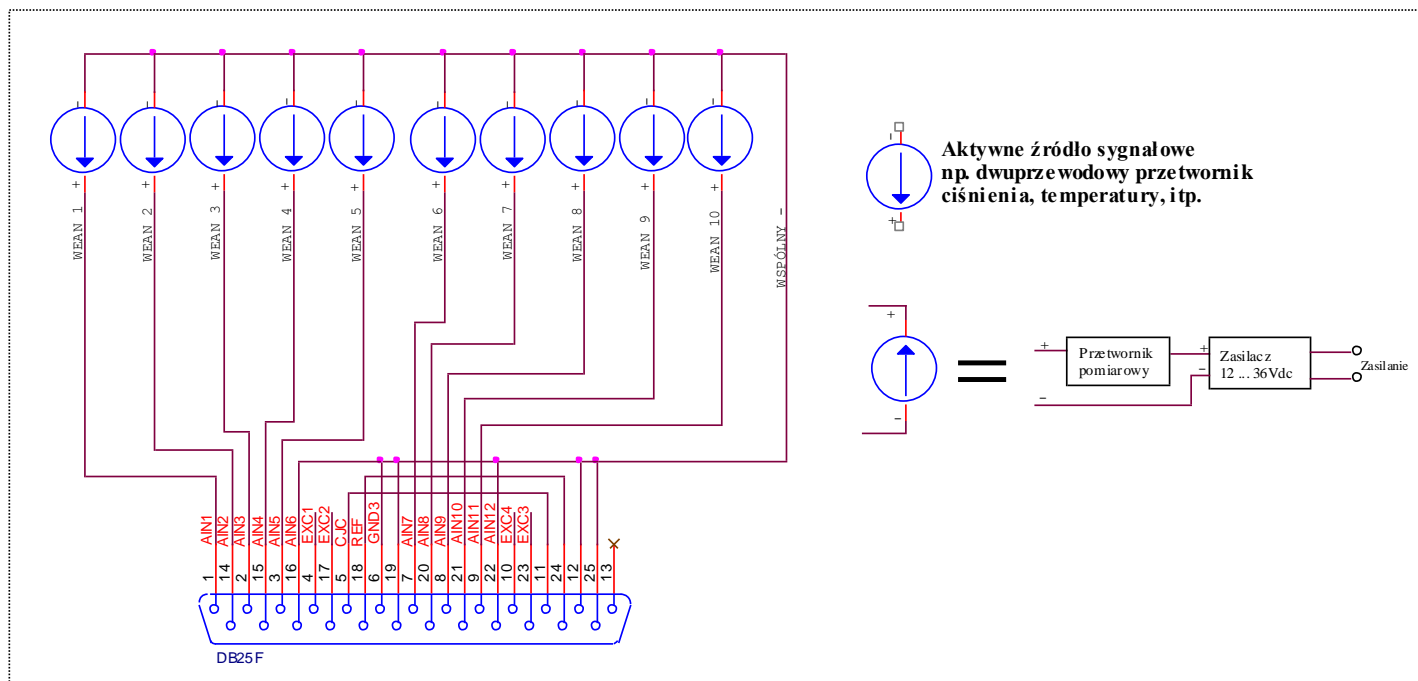 - - - - - - - - - -
+ + + + + + + + + +
WEAN 1
WEAN 2
WEAN 3
WEAN 4
WEAN 5
WEAN 6
WEAN 7
WEAN 8
WEAN 9
WEAN 10
WSPÓLNY -
-
+
Aktywne źródło sygnałowe
np. dwuprzewodowy przetwornik
ciśnienia, temperatury, itp.
+
-
+
-
Przetwornik
pomiarowy
+
-
Zasilacz
12 ... 36Vdc
Zasilanie
AIN1
AIN2
AIN3
AIN4
AIN5
AIN6
EXC1
EXC2
CJC
REF
GND3
AIN7
AIN8
AIN9
AIN10
AIN11
AIN12
EXC4
EXC3
1
14
2
15
3
16
4
17
5
18
6
19
7
20
8
21
9
22
10
23
11
24
12
25
13
DB25F